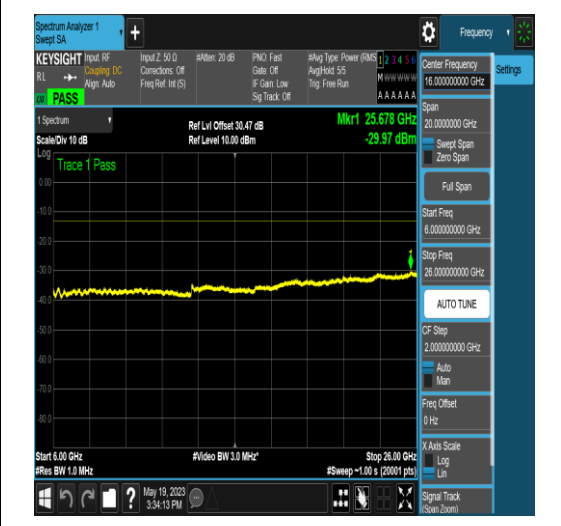 Spectrum Analyzer 1
Swept SA
Frequency
KEYSIGHT
RL
Input: RF
Coupling: DC
Align: Auto
Input Z: 50 Ω
Corrections: Off
Freq Ref: Int (S)
#Atten: 20 dB
PNO: Fast
Gate: Off
IF Gain: Low
Sig Track: Off
#Avg Type: Power (RMS
Avg|Hold: 5/5
Trig: Free Run
1 2 3 4 5 6
M w w w w w
A A A A A A
PASS
1 Spectrum
Scale/Div 10 dB
Ref Lvl Offset 30.47 dB
Ref Level 10.00 dBm
Mkr1 25.678 GHz
-29.97 dBm
Log
Trace 1 Pass
1
0.00
-10.0
-20.0
-30.0
-40.0
-50.0
-60.0
-70.0
-80.0
Start 6.00 GHz
#Res BW 1.0 MHz
#Video BW 3.0 MHz*
Stop 26.00 GHz
#Sweep ~1.00 s (20001 pts)
May 19, 2023
3:34:13 PM
Center Frequency
16.000000000 GHz
Settings
Span
20.0000000 GHz
Swept Span
Zero Span
Full Span
Start Freq
6.000000000 GHz
Stop Freq
26.000000000 GHz
AUTO TUNE
CF Step
2.000000000 GHz
Auto
Man
Freq Offset
0 Hz
X Axis Scale
Log
Lin
Signal Track
(Span Zoom)